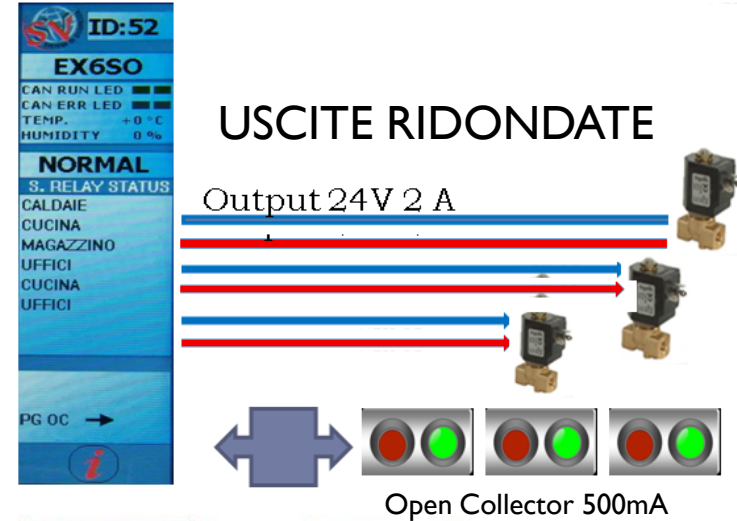 SV
ID:52
EX6SO
CAN RUN LED
CAN ERR LED
TEMP. +0 °C
HUMIDITY 0 %
NORMAL
S. RELAY STATUS
CALDAIE
CUCINA
MAGAZZINO
UFFICI
CUCINA
UFFICI
PG OC
i
USCITE RIDONDATE
Output 24V 2 A
Open Collector 500mA